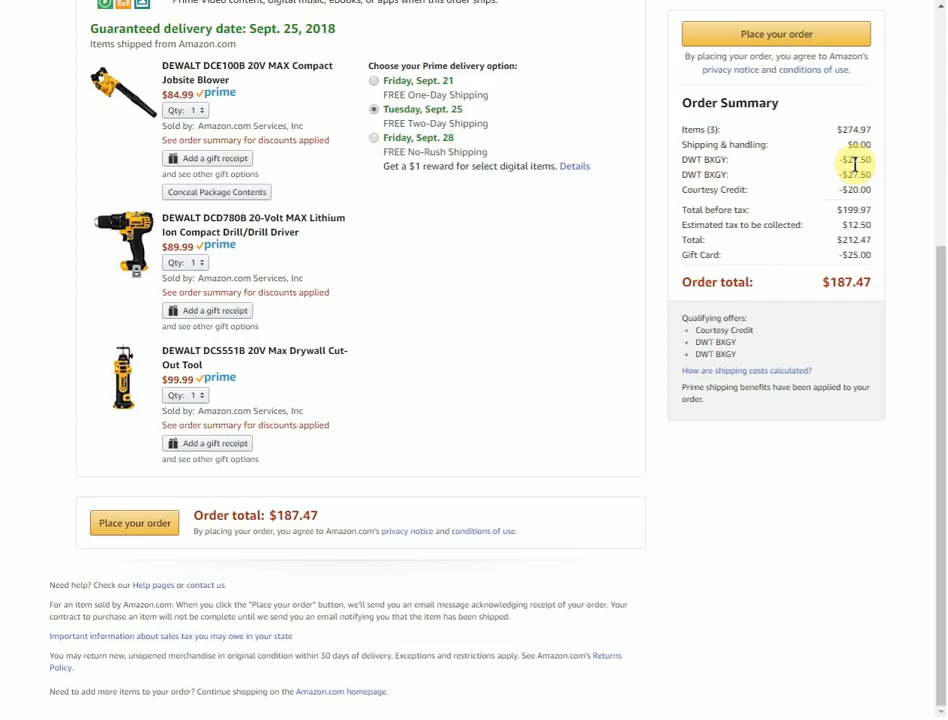 Prime Video content, digital music, eBooks, or apps when this order ships.
Guaranteed delivery date: Sept. 25, 2018
Items shipped from Amazon.com
DEWALT DCE100B 20V MAX Compact
Jobsite Blower
$84.99 prime
Qty: 1
Sold by: Amazon.com Services, Inc
See order summary for discounts applied
Add a gift receipt
and see other gift options
Conceal Package Contents
DEWALT DCD780B 20-Volt MAX Lithium
Ion Compact Drill/Drill Driver
$89.99 prime
Qty: 1
Sold by: Amazon.com Services, Inc
See order summary for discounts applied
Add a gift receipt
and see other gift options
DEWALT DCS551B 20V Max Drywall Cut-
Out Tool
$99.99 prime
Qty: 1
Sold by: Amazon.com Services, Inc
See order summary for discounts applied
Add a gift receipt
and see other gift options
Choose your Prime delivery option:
Friday, Sept. 21
FREE One-Day Shipping
Tuesday, Sept. 25
FREE Two-Day Shipping
Friday, Sept. 28
FREE No-Rush Shipping
Get a $1 reward for select digital items. Details
Place your order
By placing your order, you agree to Amazon's
privacy notice and conditions of use.
Order Summary
Items (3): $274.97
Shipping & handling: $0.00
DWT BXGY: -$27.50
DWT BXGY: -$27.50
Courtesy Credit: -$20.00
Total before tax: $199.97
Estimated tax to be collected: $12.50
Total: $212.47
Gift Card: -$25.00
Order total: $187.47
Qualifying offers:
Courtesy Credit
DWT BXGY
DWT BXGY
How are shipping costs calculated?
Prime shipping benefits have been applied to your
order.
Place your order
Order total: $187.47
By placing your order, you agree to Amazon's privacy notice and conditions of use.
Need help? Check our Help pages or contact us
For an item sold by Amazon.com: When you click the "Place your order" button, we'll send you an email message acknowledging receipt of your order. Your
contract to purchase an item will not be complete until we send you an email notifying you that the item has been shipped.
Important information about sales tax you may owe in your state
You may return new, unopened merchandise in original condition within 30 days of delivery. Exceptions and restrictions apply. See Amazon.com's Returns
Policy.
Need to add more items to your order? Continue shopping on the Amazon.com homepage.